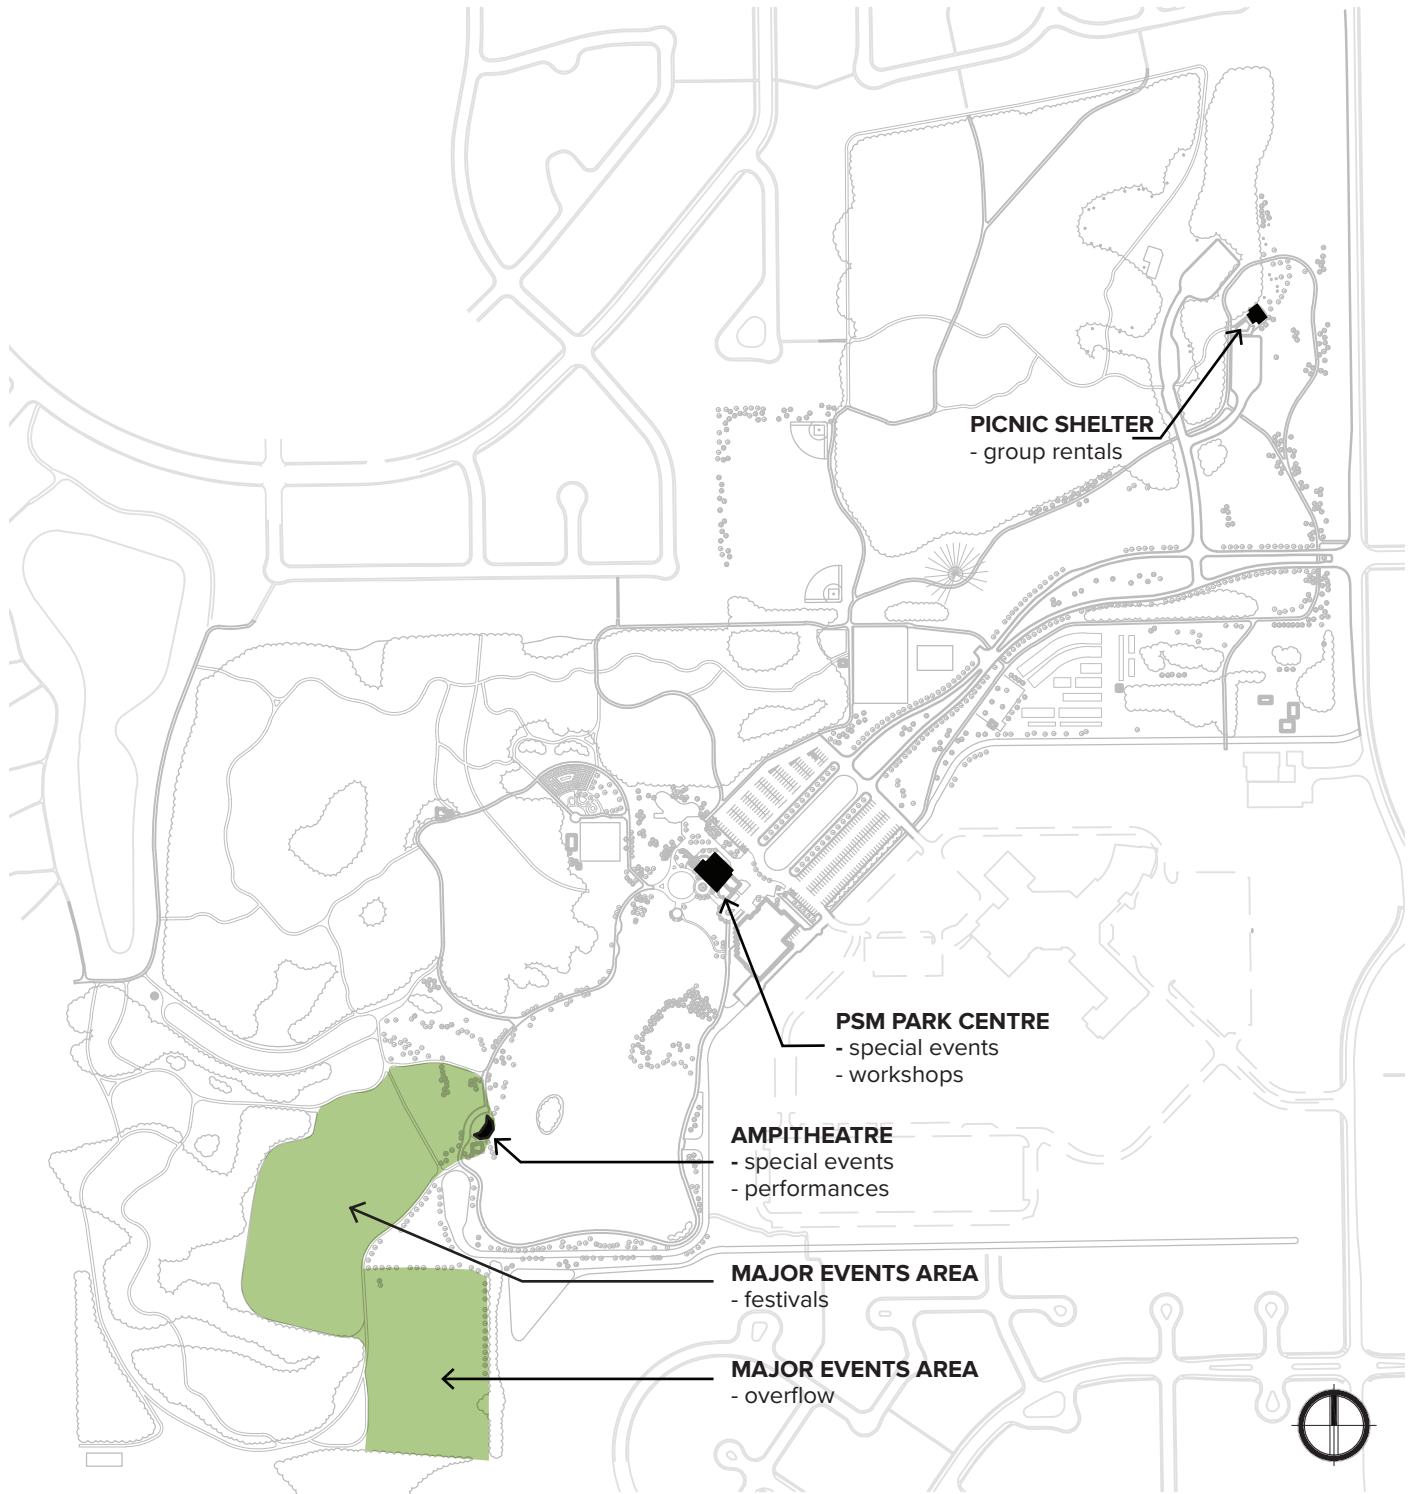 PICNIC SHELTER
- group rentals
PSM PARK CENTRE
- special events
- workshops
AMPITHEATRE
- special events
- performances
MAJOR EVENTS AREA
- festivals
MAJOR EVENTS AREA
- overflow